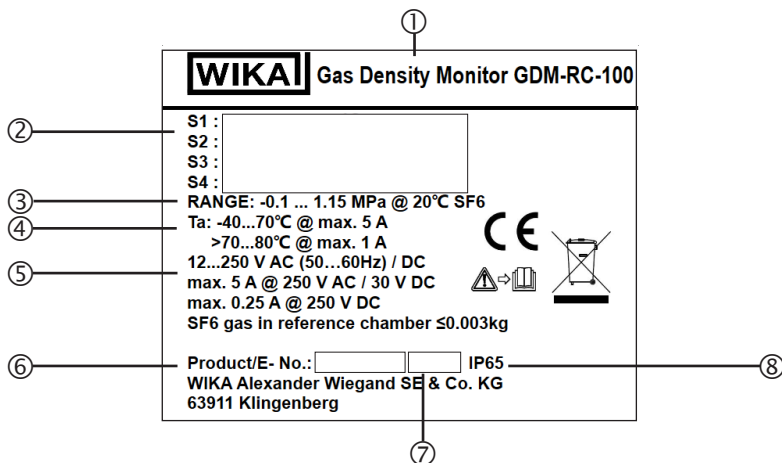 ①
WIKA Gas Density Monitor GDM-RC-100
② S1 :
S2 :
S3 :
S4 :
③ RANGE: -0.1 ... 1.15 MPa @ 20℃ SF6
④ Ta: -40...70℃ @ max. 5 A
>70...80℃ @ max. 1 A
CE
12...250 V AC (50...60Hz) / DC
⑤ max. 5 A @ 250 V AC / 30 V DC
max. 0.25 A @ 250 V DC
SF6 gas in reference chamber ≤0.003kg
⑥ Product/E- No.: IP65 ⑧
WIKA Alexander Wiegand SE & Co. KG
63911 Klingenberg
⑦